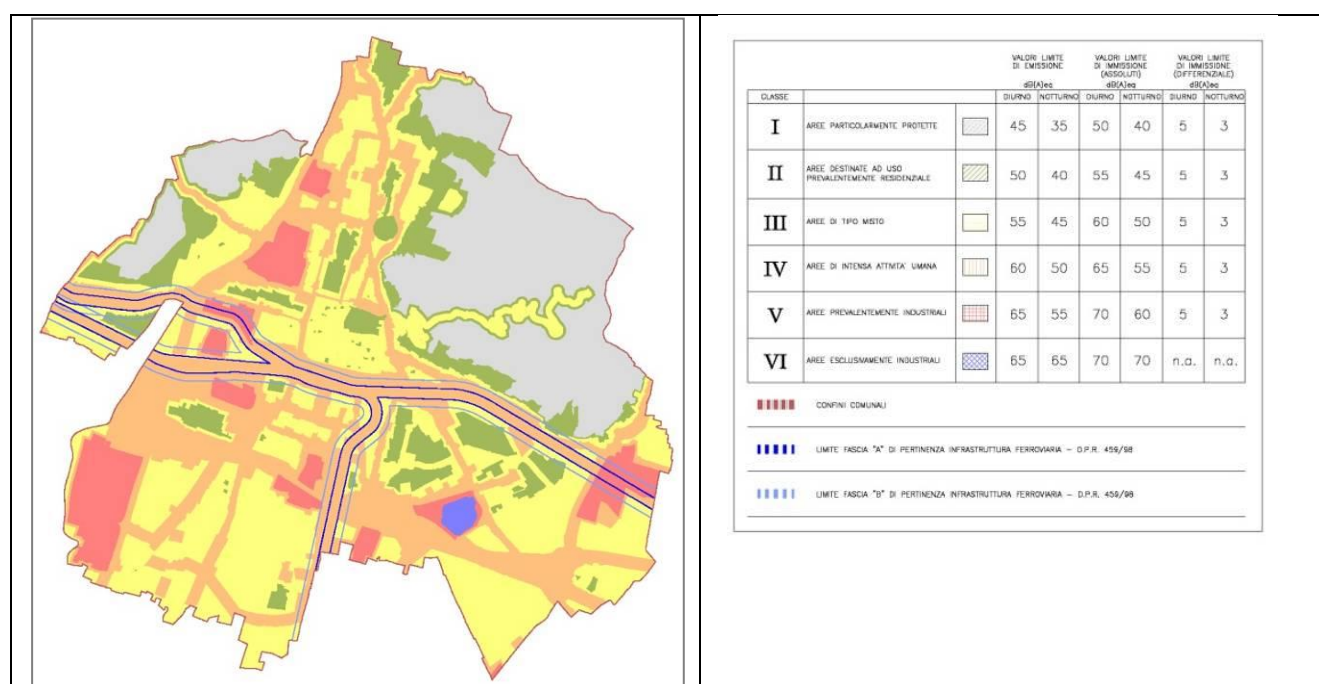 VALORI LIMITE DI EMISSIONE dB(A)eq VALORI LIMITE DI IMMISSIONE (ASSOLUTI) dB(A)eq VALORI LIMITE DI IMMISSIONE (DIFFERENZIALE) dB(A)eq
CLASSE DIURNO NOTTURNO DIURNO NOTTURNO DIURNO NOTTURNO
I AREE PARTICOLARMENTE PROTETTE 45 35 50 40 5 3
II AREE DESTINATE AD USO PREVALENTEMENTE RESIDENZIALE 50 40 55 45 5 3
III AREE DI TIPO MISTO 55 45 60 50 5 3
IV AREE DI INTENSA ATTIVITA' UMANA 60 50 65 55 5 3
V AREE PREVALENTEMENTE INDUSTRIALI 65 55 70 60 5 3
VI AREE ESCLUSIVAMENTE INDUSTRIALI 65 65 70 70 n.a. n.a.
CONFINI COMUNALI
LIMITE FASCIA "A" DI PERTINENZA INFRASTRUTTURA FERROVIARIA – D.P.R. 459/98
LIMITE FASCIA "B" DI PERTINENZA INFRASTRUTTURA FERROVIARIA – D.P.R. 459/98